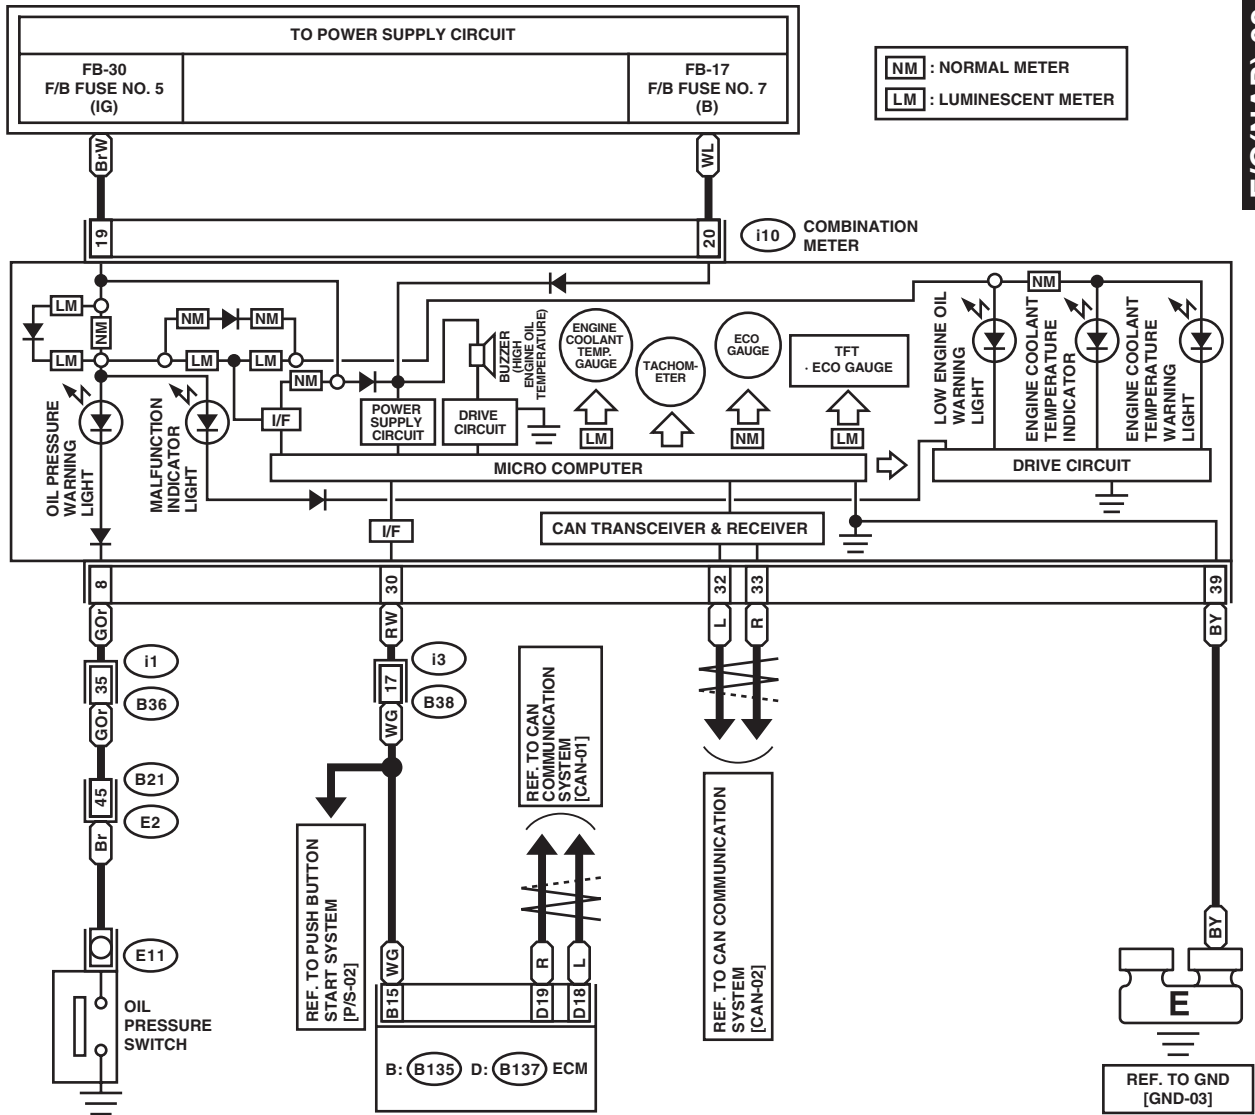 TO POWER SUPPLY CIRCUIT
FB-30
F/B FUSE NO. 5
(IG)
FB-17
F/B FUSE NO. 7
(B)
NM : NORMAL METER
LM : LUMINESCENT METER
BrW
WL
19
20
i10
COMBINATION
METER
LM
NM
LM
NM
NM
LM
LM
NM
I/F
OIL PRESSURE
WARNING
LIGHT
MALFUNCTION
INDICATOR
LIGHT
POWER
SUPPLY
CIRCUIT
DRIVE
CIRCUIT
BUZZER
(HIGH
ENGINE OIL
TEMPERATURE)
ENGINE
COOLANT
TEMP.
GAUGE
LM
TACHOM-
ETER
ECO
GAUGE
NM
TFT
· ECO GAUGE
LM
NM
LOW ENGINE OIL
WARNING
LIGHT
ENGINE COOLANT
TEMPERATURE
INDICATOR
ENGINE COOLANT
TEMPERATURE
WARNING
LIGHT
MICRO COMPUTER
DRIVE CIRCUIT
I/F
CAN TRANSCEIVER & RECEIVER
8
30
32
33
39
GOr
RW
L
R
BY
35
i1
B36
17
i3
B38
GOr
WG
45
B21
E2
Br
E11
OIL
PRESSURE
SWITCH
REF. TO PUSH BUTTON
START SYSTEM
[P/S-02]
REF. TO CAN
COMMUNICATION
SYSTEM
[CAN-01]
REF. TO CAN COMMUNICATION
SYSTEM
[CAN-02]
WG
R
L
B15
D19
D18
B: B135 D: B137 ECM
BY
E
REF. TO GND
[GND-03]